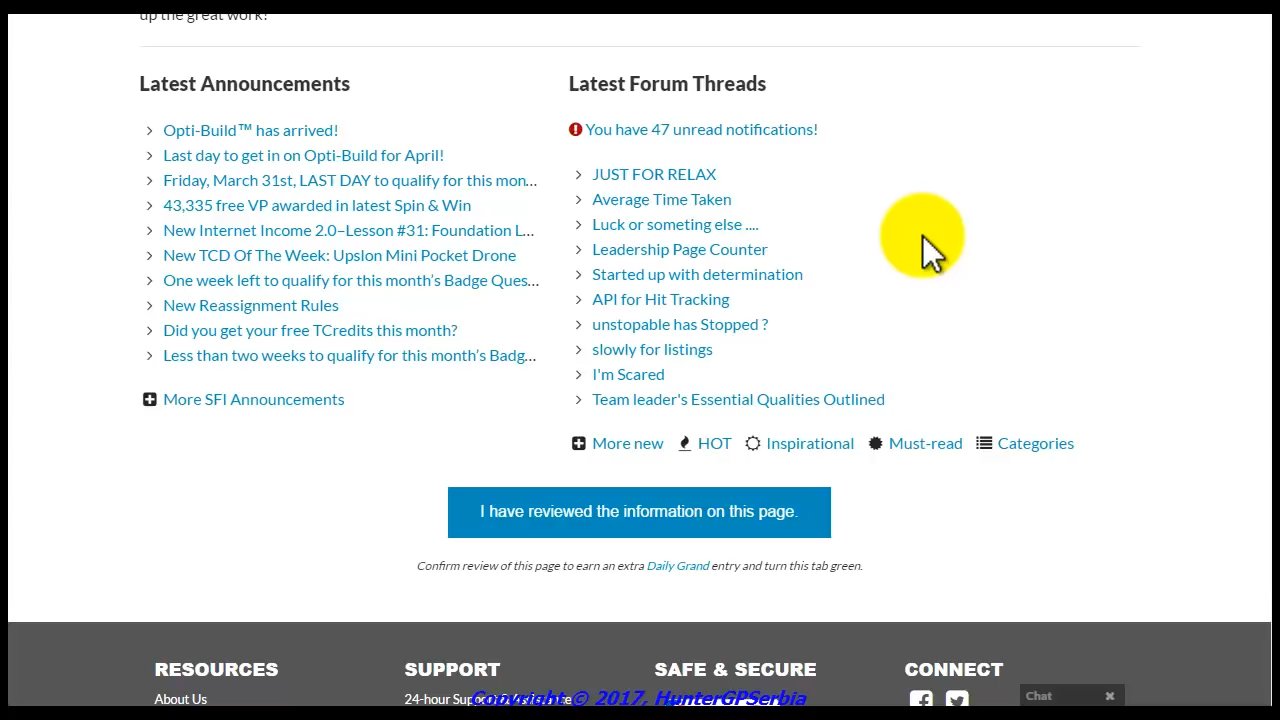 up the great work!
Latest Announcements
Opti-Build™ has arrived!
Last day to get in on Opti-Build for April!
Friday, March 31st, LAST DAY to qualify for this mon...
43,335 free VP awarded in latest Spin & Win
New Internet Income 2.0–Lesson #31: Foundation L...
New TCD Of The Week: Upslon Mini Pocket Drone
One week left to qualify for this month's Badge Ques...
New Reassignment Rules
Did you get your free TCredits this month?
Less than two weeks to qualify for this month's Badg...
More SFI Announcements
Latest Forum Threads
You have 47 unread notifications!
JUST FOR RELAX
Average Time Taken
Luck or someting else ....
Leadership Page Counter
Started up with determination
API for Hit Tracking
unstopable has Stopped ?
slowly for listings
I'm Scared
Team leader's Essential Qualities Outlined
More new HOT Inspirational Must-read Categories
I have reviewed the information on this page.
Confirm review of this page to earn an extra Daily Grand entry and turn this tab green.
RESOURCES
About Us
SUPPORT
24-hour Support & Assistance
SAFE & SECURE
CONNECT
Chat
Copyright © 2017, HunterGPSerbia